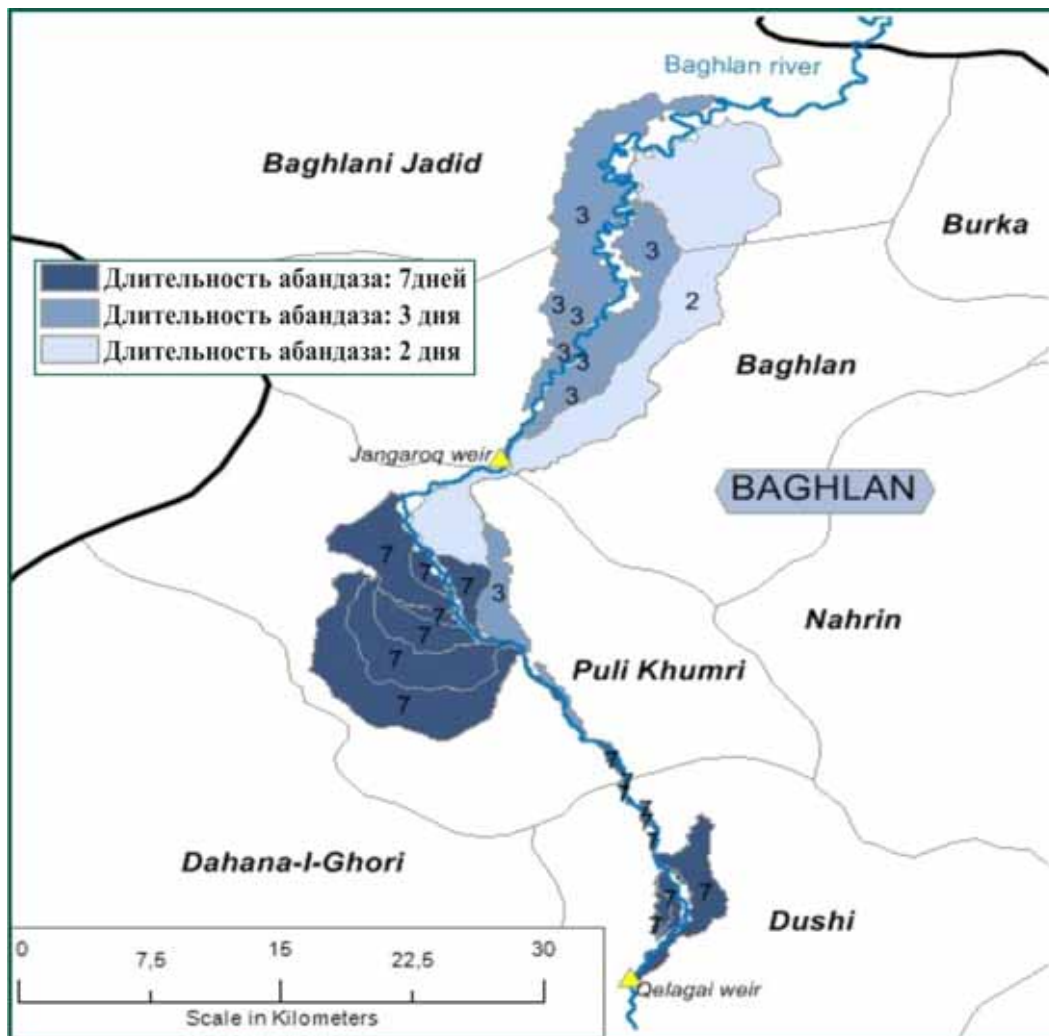 Baghlan river
Baghlani Jadid
Burka
3
3
Длительность абандаза: 7дней
Длительность абандаза: 3 дня
Длительность абандаза: 2 дня
3
3
2
3
3
3
Baghlan
Jangaroq weir
BAGHLAN
7
7
7
3
7
7
7
7
Nahrin
Puli Khumri
7
7
7
7
7
7
Dahana-I-Ghori
7
7
7
Dushi
0
7,5
15
22,5
30
Scale in Kilometers
Qelagai weir